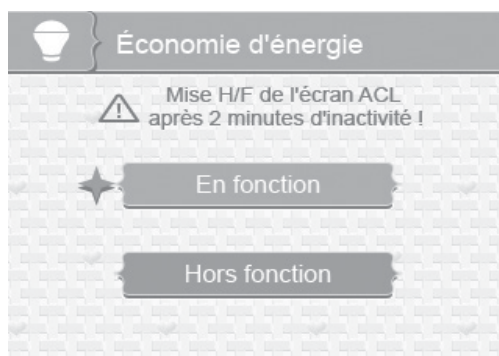 Économie d'énergie
Mise H/F de l'écran ACL
après 2 minutes d'inactivité !
En fonction
Hors fonction